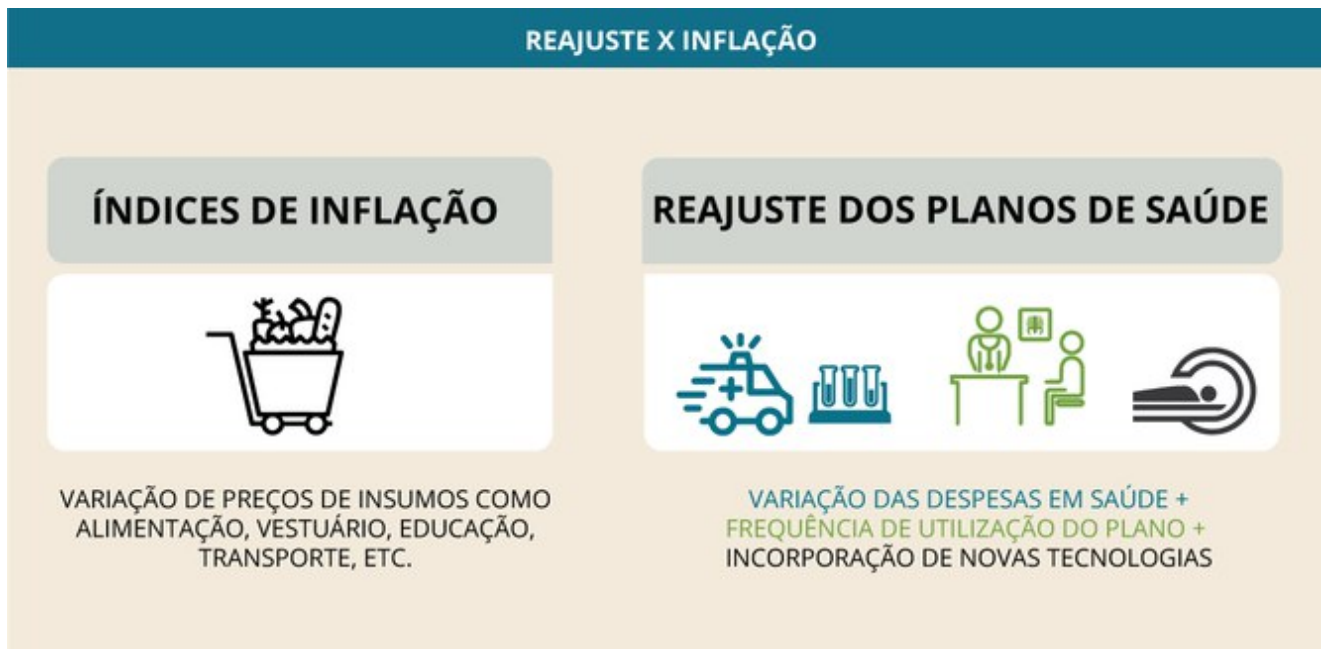 REAJUSTE X INFLAÇÃO
ÍNDICES DE INFLAÇÃO
VARIAÇÃO DE PREÇOS DE INSUMOS COMO
ALIMENTAÇÃO, VESTUÁRIO, EDUCAÇÃO,
TRANSPORTE, ETC.
REAJUSTE DOS PLANOS DE SAÚDE
VARIAÇÃO DAS DESPESAS EM SAÚDE +
FREQUÊNCIA DE UTILIZAÇÃO DO PLANO +
INCORPORAÇÃO DE NOVAS TECNOLOGIAS